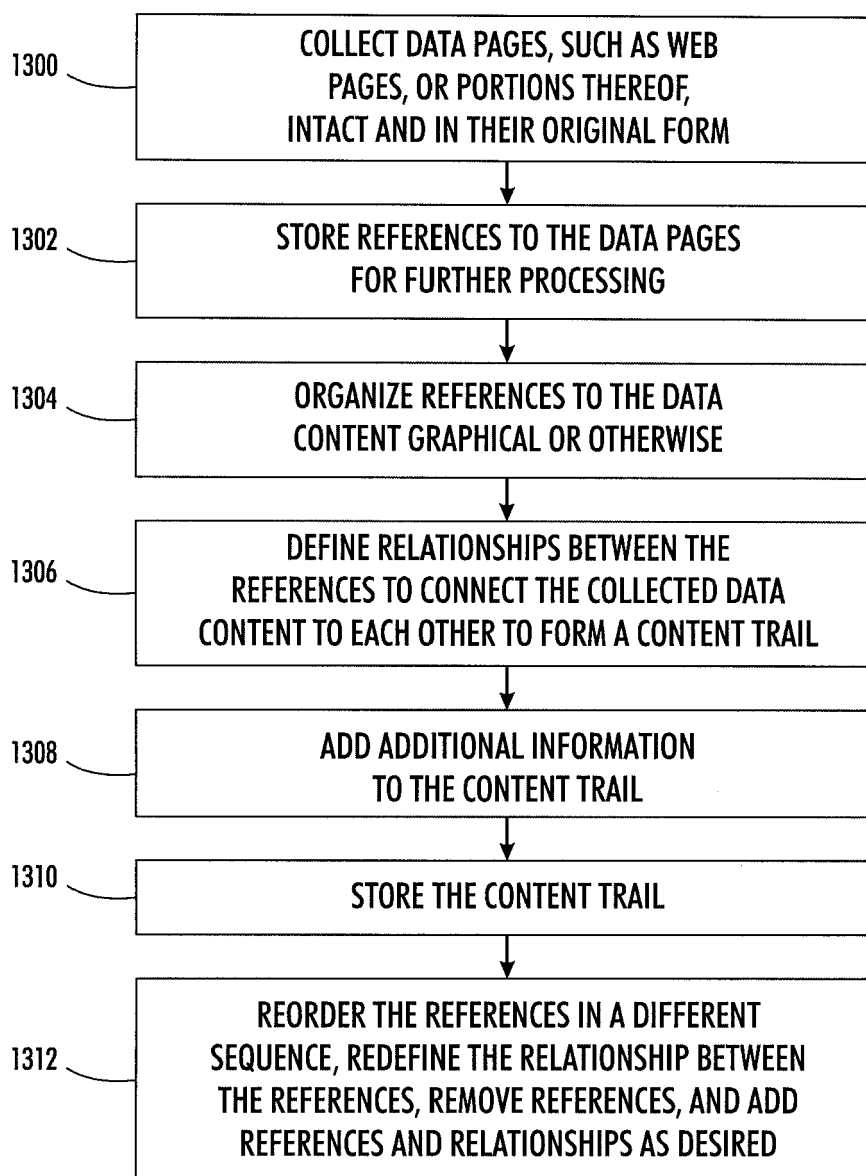 1300
COLLECT DATA PAGES, SUCH AS WEB
PAGES, OR PORTIONS THEREOF,
INTACT AND IN THEIR ORIGINAL FORM
1302
STORE REFERENCES TO THE DATA PAGES
FOR FURTHER PROCESSING
1304
ORGANIZE REFERENCES TO THE DATA
CONTENT GRAPHICAL OR OTHERWISE
1306
DEFINE RELATIONSHIPS BETWEEN THE
REFERENCES TO CONNECT THE COLLECTED DATA
CONTENT TO EACH OTHER TO FORM A CONTENT TRAIL
1308
ADD ADDITIONAL INFORMATION
TO THE CONTENT TRAIL
1310
STORE THE CONTENT TRAIL
1312
REORDER THE REFERENCES IN A DIFFERENT
SEQUENCE, REDEFINE THE RELATIONSHIP BETWEEN
THE REFERENCES, REMOVE REFERENCES, AND ADD
REFERENCES AND RELATIONSHIPS AS DESIRED